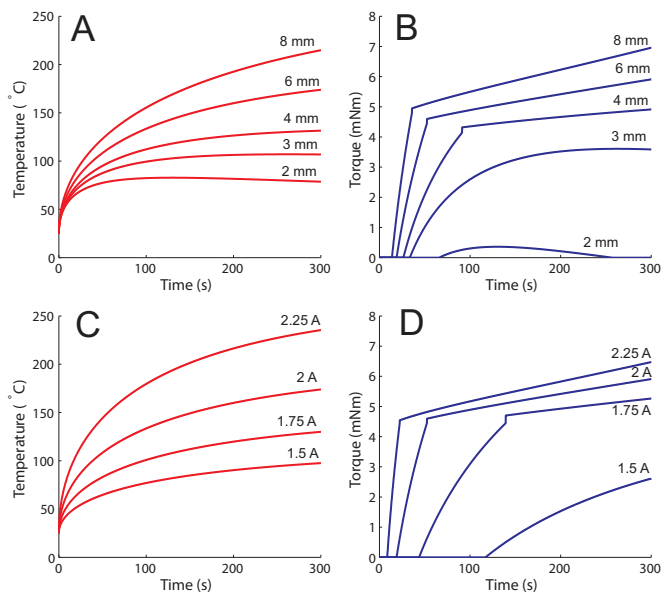 A
Temperature ( °C)
250
200
150
100
50
0
8 mm
6 mm
4 mm
3 mm
2 mm
0 100 200 300
Time (s)
B
Torque (mNm)
8
7
6
5
4
3
2
1
0
8 mm
6 mm
4 mm
3 mm
2 mm
0 100 200 300
Time (s)
C
Temperature ( °C)
250
200
150
100
50
0
2.25 A
2 A
1.75 A
1.5 A
0 100 200 300
Time (s)
D
Torque (mNm)
8
7
6
5
4
3
2
1
0
2.25 A
2 A
1.75 A
1.5 A
0 100 200 300
Time (s)